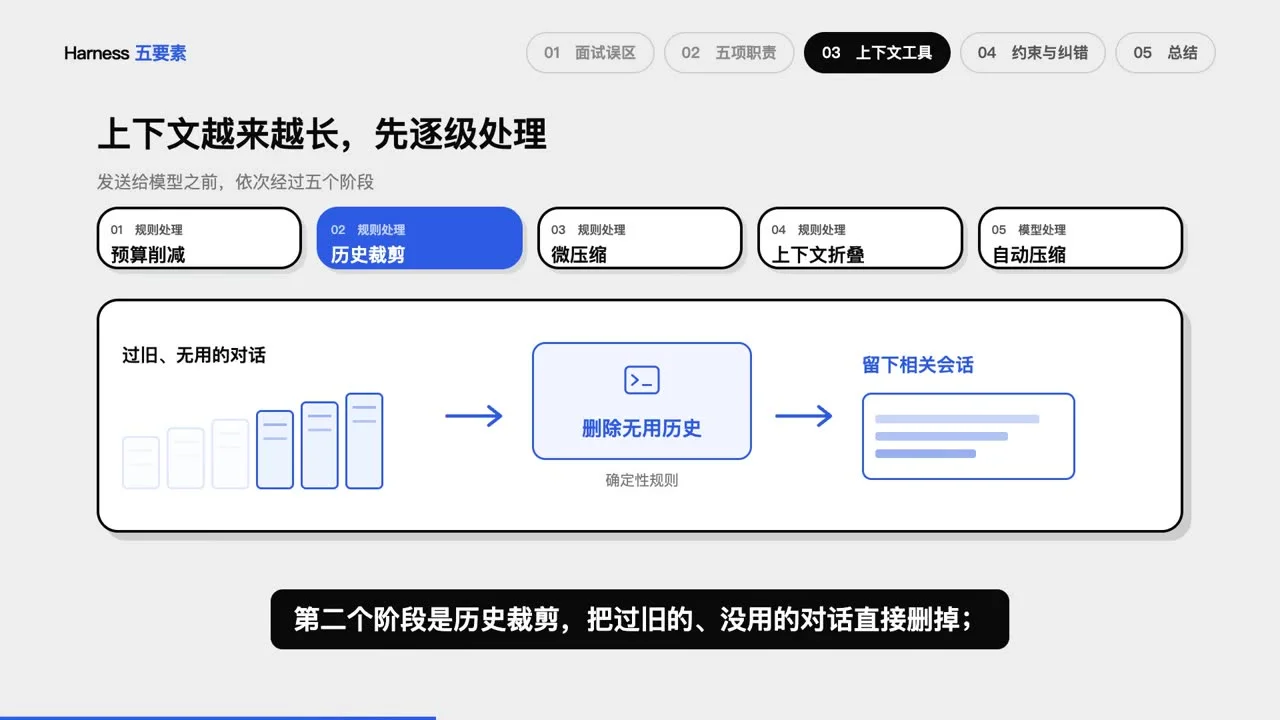 Harness 五要素
01 面试误区
02 五项职责
03 上下文工具
04 约束与纠错
05 总结
上下文越来越长，先逐级处理
发送给模型之前，依次经过五个阶段
01 规则处理
预算削减
02 规则处理
历史裁剪
03 规则处理
微压缩
04 规则处理
上下文折叠
05 模型处理
自动压缩
过旧、无用的对话
删除无用历史
确定性规则
留下相关会话
第二个阶段是历史裁剪，把过旧的、没用的对话直接删掉；